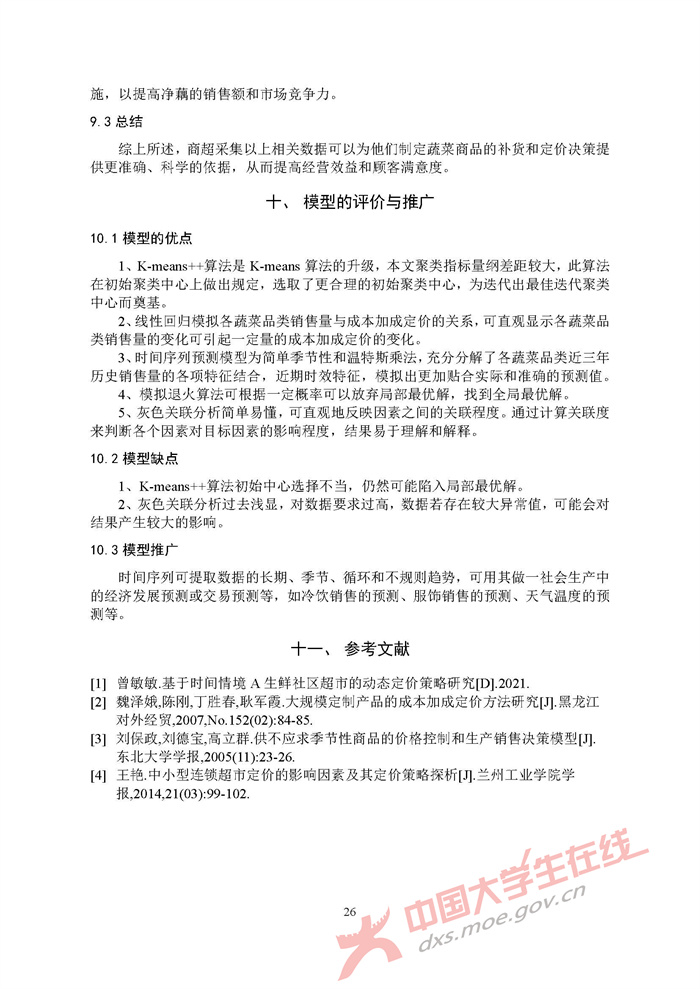 施，以提高净藕的销售额和市场竞争力。
9.3 总结
综上所述，商超采集以上相关数据可以为他们制定蔬菜商品的补货和定价决策提
供更准确、科学的依据，从而提高经营效益和顾客满意度。
十、 模型的评价与推广
10.1 模型的优点
1、K-means++算法是 K-means 算法的升级，本文聚类指标量纲差距较大，此算法
在初始聚类中心上做出规定，选取了更合理的初始聚类中心，为迭代出最佳迭代聚类
中心而奠基。
2、线性回归模拟各蔬菜品类销售量与成本加成定价的关系，可直观显示各蔬菜品
类销售量的变化可引起一定量的成本加成定价的变化。
3、时间序列预测模型为简单季节性和温特斯乘法，充分分解了各蔬菜品类近三年
历史销售量的各项特征结合，近期时效特征，模拟出更加贴合实际和准确的预测值。
4、模拟退火算法可根据一定概率可以放弃局部最优解，找到全局最优解。
5、灰色关联分析简单易懂，可直观地反映因素之间的关联程度。通过计算关联度
来判断各个因素对目标因素的影响程度，结果易于理解和解释。
10.2 模型缺点
1、K-means++算法初始中心选择不当，仍然可能陷入局部最优解。
2、灰色关联分析过去浅显，对数据要求过高，数据若存在较大异常值，可能会对
结果产生较大的影响。
10.3 模型推广
时间序列可提取数据的长期、季节、循环和不规则趋势，可用其做一社会生产中
的经济发展预测或交易预测等，如冷饮销售的预测、服饰销售的预测、天气温度的预
测等。
十一、 参考文献
[1] 曾敏敏.基于时间情境 A 生鲜社区超市的动态定价策略研究[D].2021.
[2] 魏泽娥,陈刚,丁胜春,耿军霞.大规模定制产品的成本加成定价方法研究[J].黑龙江
对外经贸,2007,No.152(02):84-85.
[3] 刘保政,刘德宝,高立群.供不应求季节性商品的价格控制和生产销售决策模型[J].
东北大学学报,2005(11):23-26.
[4] 王艳.中小型连锁超市定价的影响因素及其定价策略探析[J].兰州工业学院学
报,2014,21(03):99-102.
26
中国大学生在线
dxs.moe.gov.cn